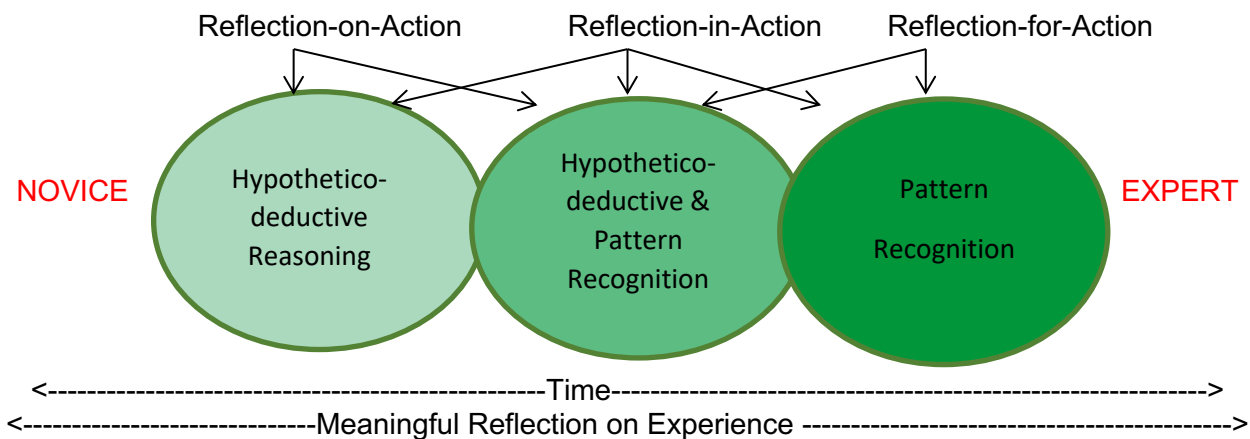 Reflection-on-Action Reflection-in-Action Reflection-for-Action
NOVICE
Hypothetico-
deductive
Reasoning
Hypothetico-
deductive &
Pattern
Recognition
Pattern
Recognition
EXPERT
<--------------------------------------------------Time---------------------------------------------------------->
<------------------------------Meaningful Reflection on Experience ------------------------------------------>